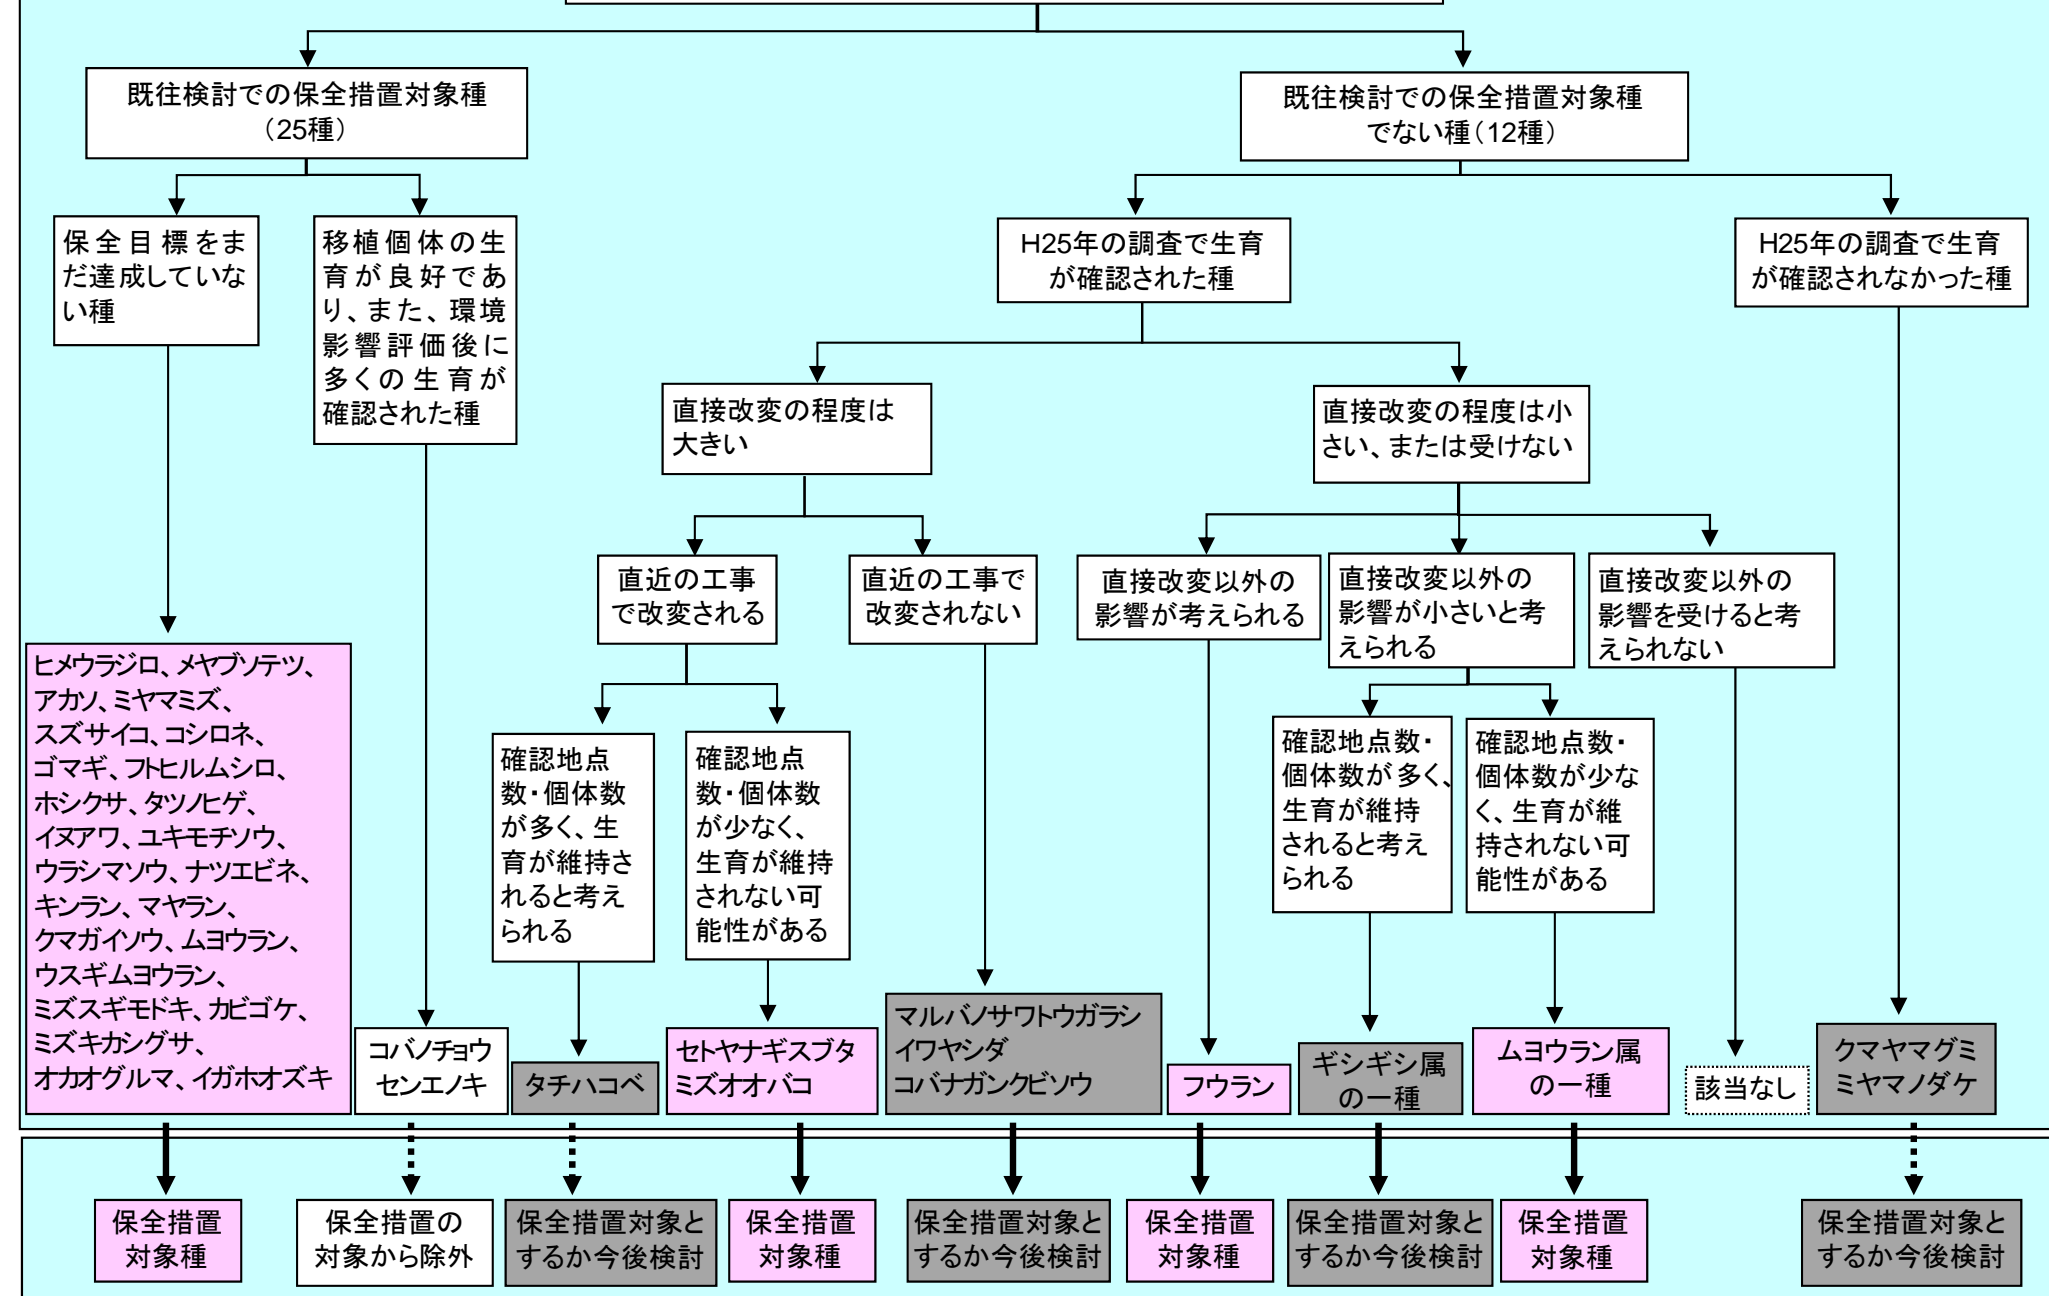 既往検討での保全措置対象種
（25種）
既往検討での保全措置対象種
でない種（12種）
保全目標をま
だ達成していな
い種
移植個体の生
育が良好であ
り、また、環境
影響評価後に
多くの生育が
確認された種
H25年の調査で生育
が確認された種
H25年の調査で生育
が確認されなかった種
直接改変の程度は
大きい
直接改変の程度は小
さい、または受けない
直近の工事
で改変される
直近の工事で
改変されない
直接改変以外の
影響が考えられる
直接改変以外の
影響が小さいと考
えられる
直接改変以外の
影響を受けると考
えられない
確認地点
数・個体数
が多く、生
育が維持さ
れると考え
られる
確認地点
数・個体数
が少なく、
生育が維持
されない可
能性がある
確認地点数・
個体数が多く、
生育が維持
されると考え
られる
確認地点数・
個体数が少な
く、生育が維
持されない可
能性がある
ヒメウラジロ、メヤブソテツ、
アカソ、ミヤマミズ、
スズサイコ、コシロネ、
ゴマギ、フトヒルムシロ、
ホシクサ、タツノヒゲ、
イヌアワ、ユキモチソウ、
ウラシマソウ、ナツエビネ、
キンラン、マヤラン、
クマガイソウ、ムヨウラン、
ウスギムヨウラン、
ミズスギモドキ、カビゴケ、
ミズキカシグサ、
オカオグルマ、イガホオズキ
コバノチョウ
センエノキ
タチハコベ
セトヤナギスブタ
ミズオオバコ
マルバノサワトウガラシ
イワヤシダ
コバナガンクビソウ
フウラン
ギシギシ属
の一種
ムヨウラン属
の一種
該当なし
クマヤマグミ
ミヤマノダケ
保全措置
対象種
保全措置の
対象から除外
保全措置対象と
するか今後検討
保全措置
対象種
保全措置対象と
するか今後検討
保全措置
対象種
保全措置対象と
するか今後検討
保全措置
対象種
保全措置対象と
するか今後検討